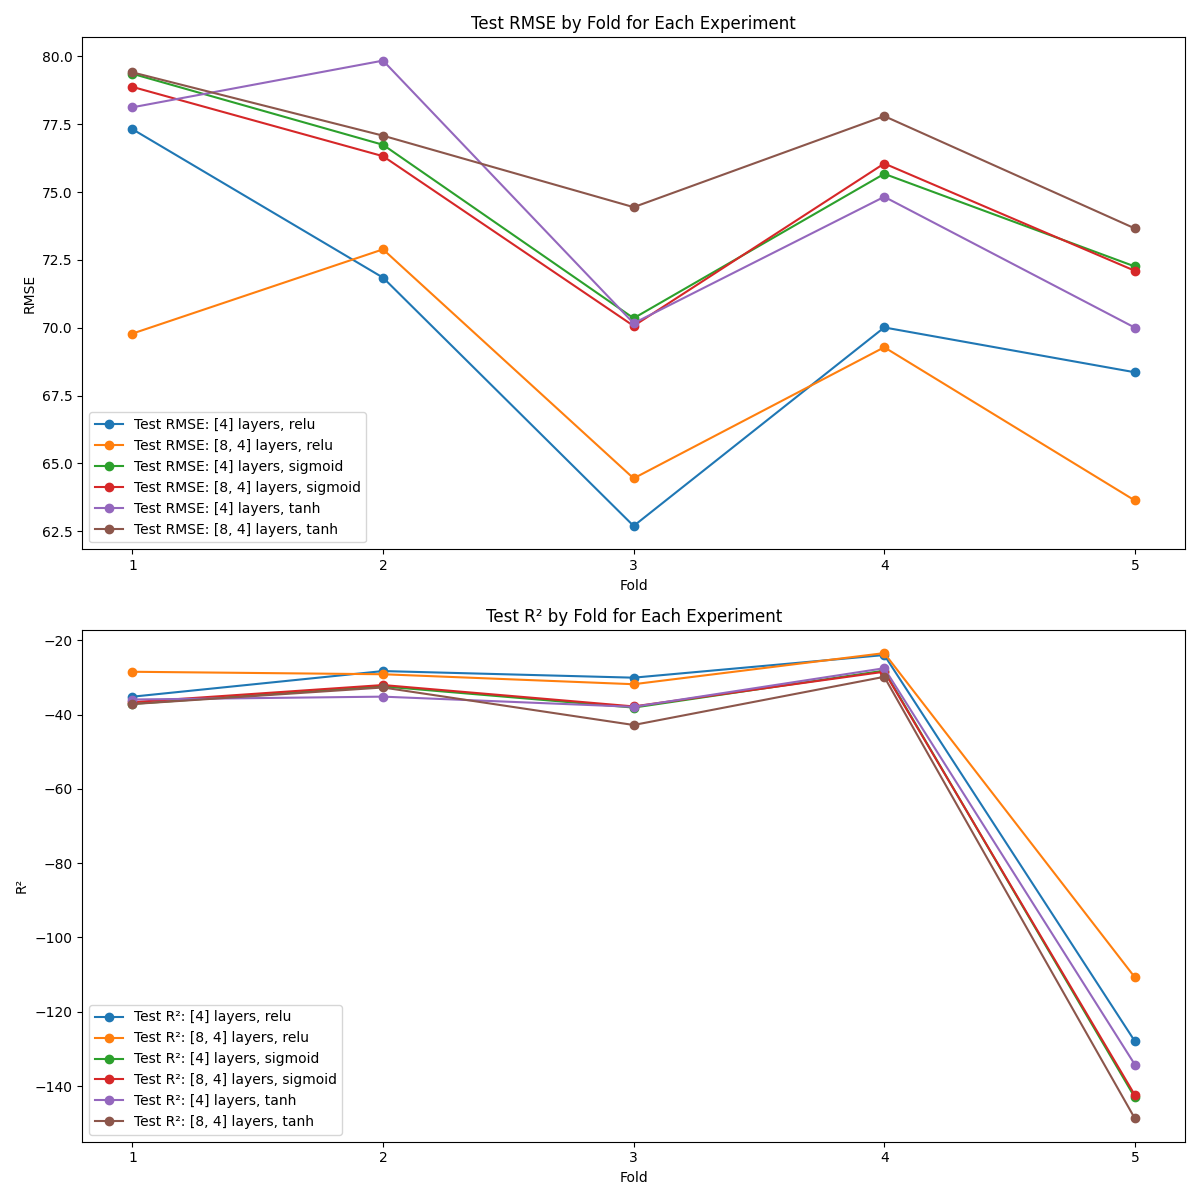 Test RMSE by Fold for Each Experiment
80.0
77.5
75.0
72.5
70.0
67.5
65.0
62.5
RMSE
Test RMSE: [4] layers, relu
Test RMSE: [8, 4] layers, relu
Test RMSE: [4] layers, sigmoid
Test RMSE: [8, 4] layers, sigmoid
Test RMSE: [4] layers, tanh
Test RMSE: [8, 4] layers, tanh
1 2 3 4 5
Fold
Test R² by Fold for Each Experiment
−20
−40
−60
−80
−100
−120
−140
R²
Test R²: [4] layers, relu
Test R²: [8, 4] layers, relu
Test R²: [4] layers, sigmoid
Test R²: [8, 4] layers, sigmoid
Test R²: [4] layers, tanh
Test R²: [8, 4] layers, tanh
1 2 3 4 5
Fold